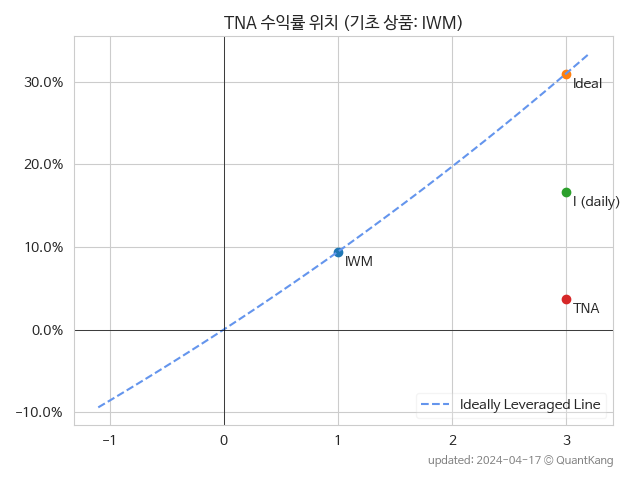 TNA 수익률 위치 (기초 상품: IWM)
30.0%
20.0%
10.0%
0.0%
−10.0%
Ideal
I (daily)
IWM
TNA
Ideally Leveraged Line
−1
0
1
2
3
updated: 2024-04-17 © QuantKang